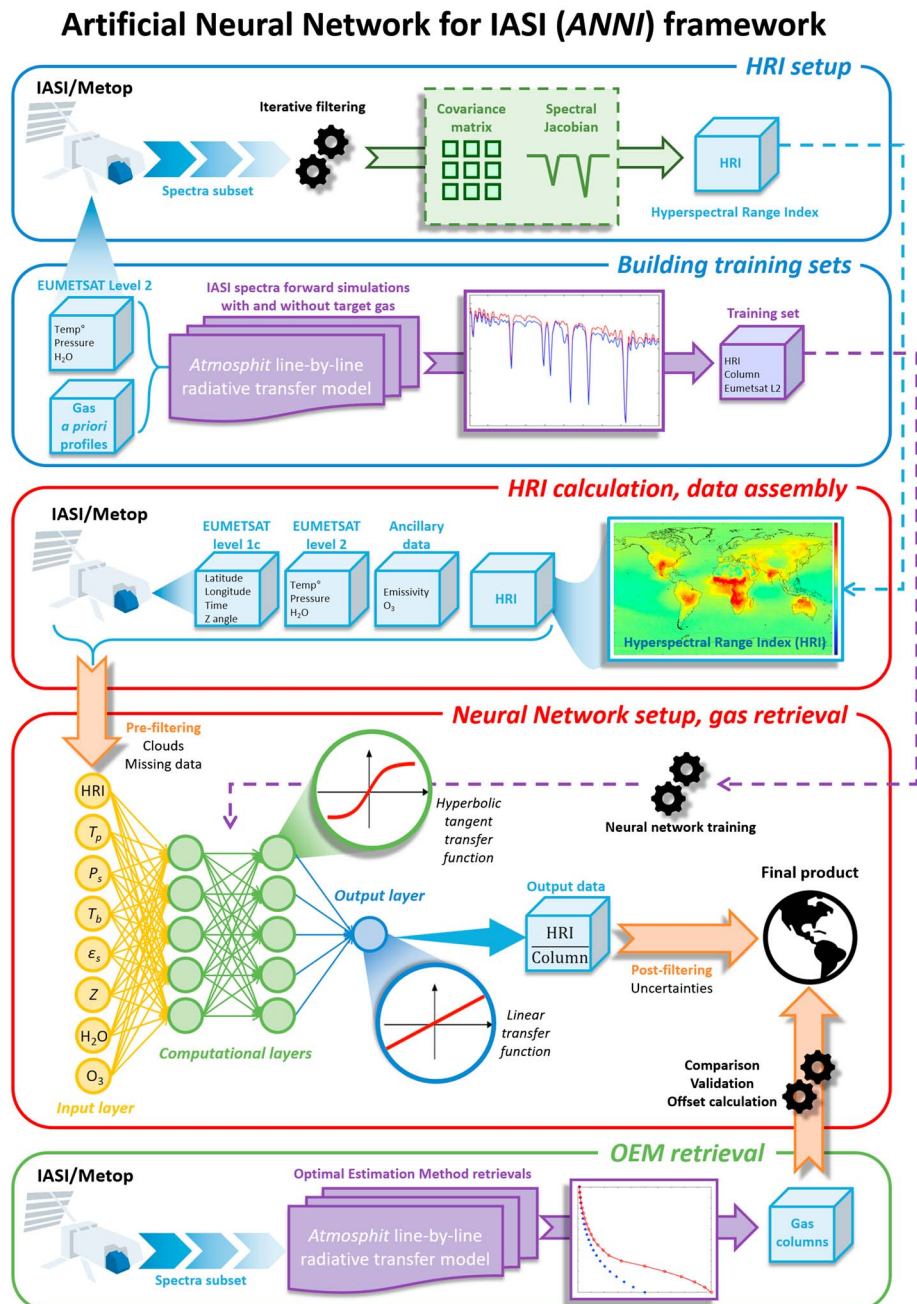 Artificial Neural Network for IASI (ANNI) framework
HRI setup
IASI/Metop
Spectra subset
Iterative filtering
Covariance
matrix
Spectral
Jacobian
HRI
Hyperspectral Range Index
Building training sets
EUMETSAT Level 2
Temp°
Pressure
H₂O
Gas
a priori
profiles
IASI spectra forward simulations
with and without target gas
Atmosphit line-by-line
radiative transfer model
Training set
HRI
Column
Eumetsat L2
HRI calculation, data assembly
IASI/Metop
EUMETSAT
level 1c
Latitude
Longitude
Time
Z angle
EUMETSAT
level 2
Temp°
Pressure
H₂O
Ancillary
data
Emissivity
O₃
HRI
Hyperspectral Range Index (HRI)
Neural Network setup, gas retrieval
Pre-filtering
Clouds
Missing data
HRI
Tₚ
Pₛ
T_b
εₛ
Z
H₂O
O₃
Input layer
Computational layers
Hyperbolic
tangent
transfer
function
Neural network training
Output layer
Linear
transfer
function
Output data
HRI
Column
Post-filtering
Uncertainties
Final product
Comparison
Validation
Offset calculation
OEM retrieval
IASI/Metop
Spectra subset
Optimal Estimation Method retrievals
Atmosphit line-by-line
radiative transfer model
Gas
columns